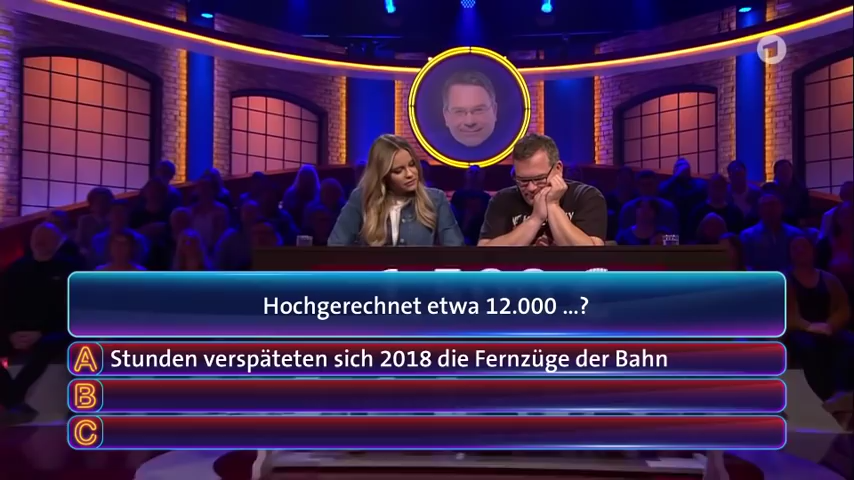 Hochgerechnet etwa 12.000 ...?
A Stunden verspäteten sich 2018 die Fernzüge der Bahn
B
C